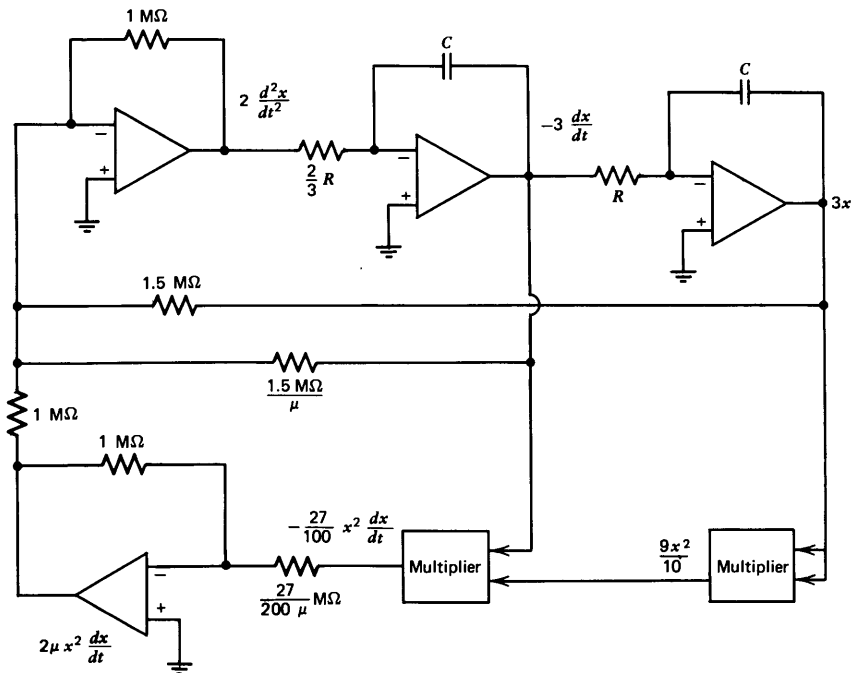 1 MΩ
C
2 d²x/dt²
C
−3 dx/dt
−
+
2/3 R
−
+
R
−
+
3x
1.5 MΩ
1.5 MΩ/μ
1 MΩ
1 MΩ
−27/100 x² dx/dt
Multiplier
9x²/10
Multiplier
−
+
27/200 μ MΩ
2μ x² dx/dt